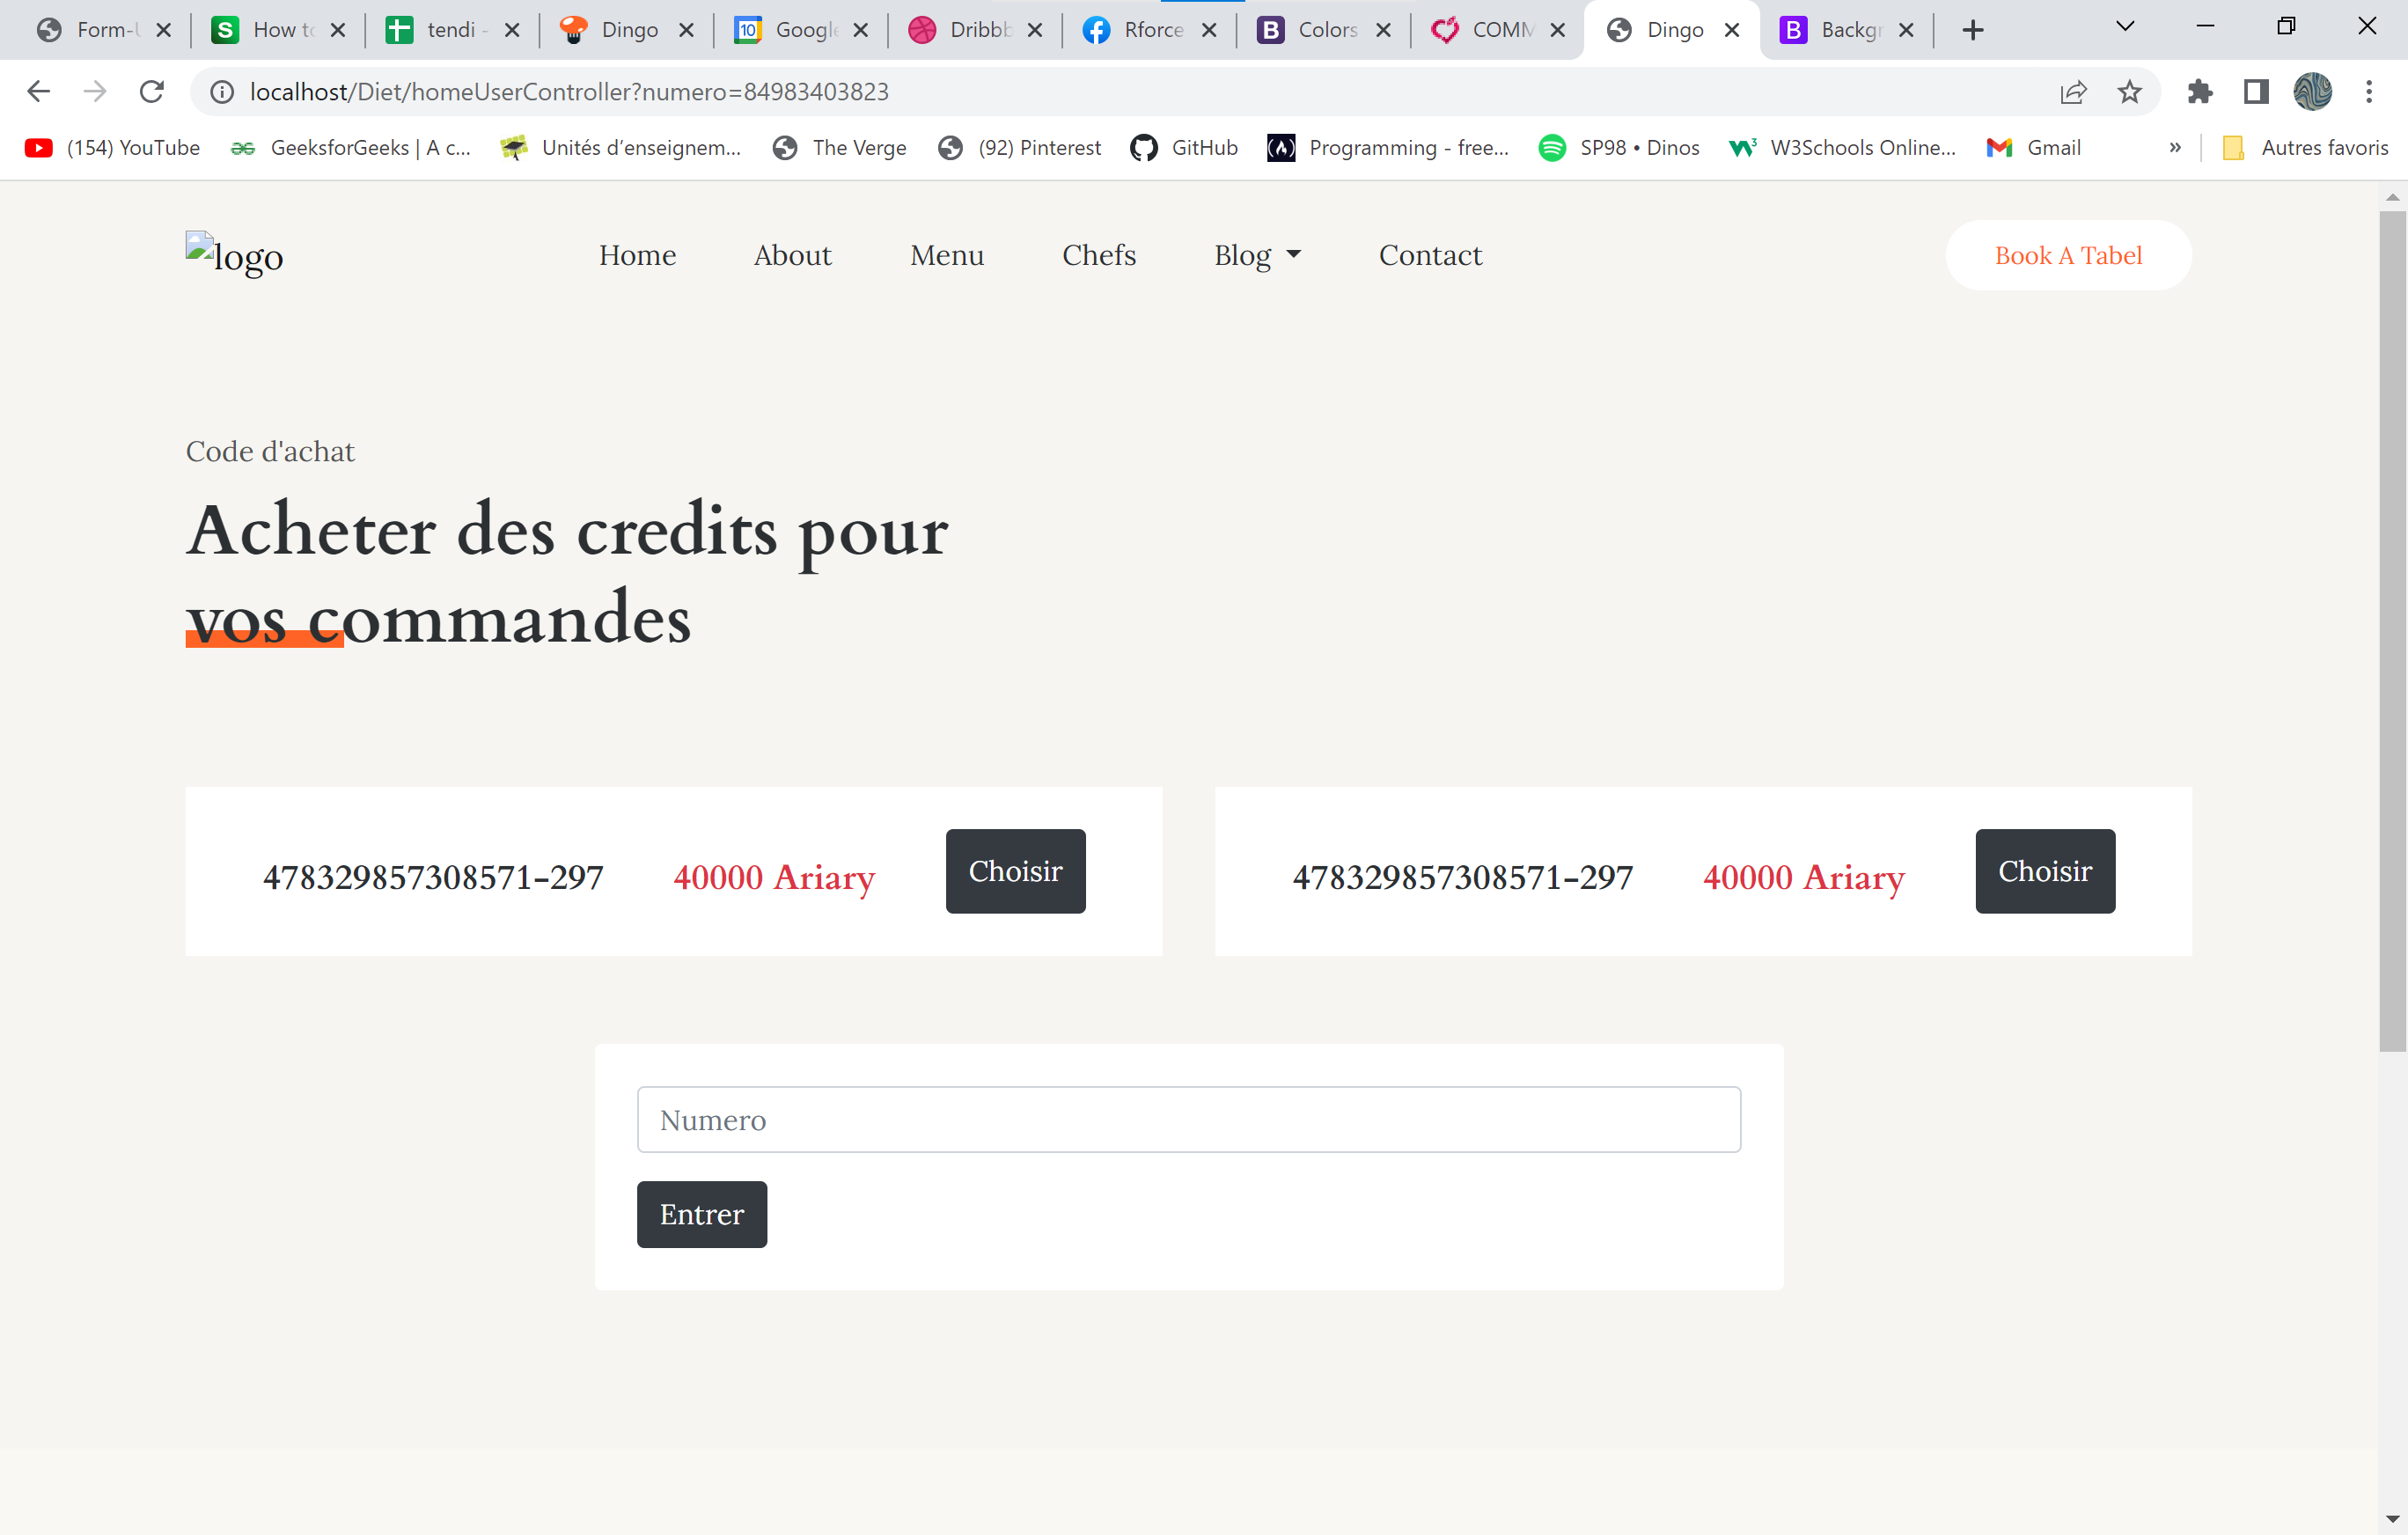 Form-U
How to
tendi -
Dingo
10
Google
Dribbb
Rforce
B Colors
COMM
Dingo
B Backgr
localhost/Diet/homeUserController?numero=84983403823
(154) YouTube
GeeksforGeeks | A c...
Unités d’enseignem...
The Verge
(92) Pinterest
GitHub
Programming - free...
SP98 • Dinos
W3Schools Online...
Gmail
»
Autres favoris
logo
Home
About
Menu
Chefs
Blog
Contact
Book A Tabel
Code d'achat
Acheter des credits pour
vos commandes
478329857308571-297
40000 Ariary
Choisir
478329857308571-297
40000 Ariary
Choisir
Numero
Entrer